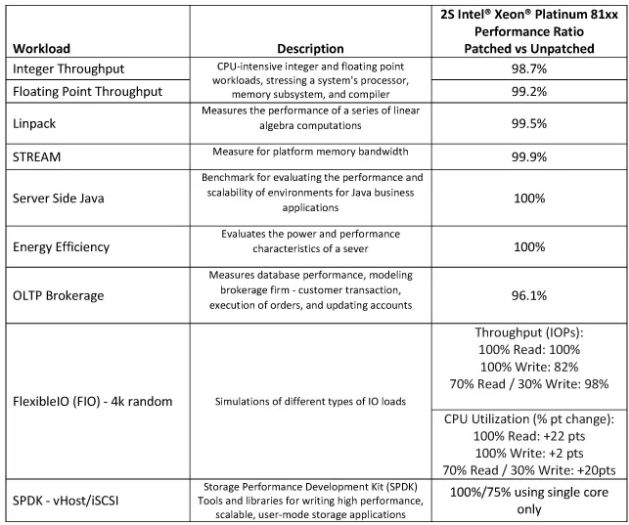 2S Intel® Xeon® Platinum 81xx
Performance Ratio
Workload Description Patched vs Unpatched
Integer Throughput
CPU-intensive integer and floating point
workloads, stressing a system's processor,
memory subsystem, and compiler
98.7%
Floating Point Throughput
99.2%
Linpack
Measures the performance of a series of linear
algebra computations
99.5%
STREAM
Measure for platform memory bandwidth
99.9%
Server Side Java
Benchmark for evaluating the performance and
scalability of environments for Java business
applications
100%
Energy Efficiency
Evaluates the power and performance
characteristics of a sever
100%
OLTP Brokerage
Measures database performance, modeling
brokerage firm - customer transaction,
execution of orders, and updating accounts
96.1%
FlexibleIO (FIO) - 4k random
Simulations of different types of IO loads
Throughput (IOPs):
100% Read: 100%
100% Write: 82%
70% Read / 30% Write: 98%
CPU Utilization (% pt change):
100% Read: +22 pts
100% Write: +2 pts
70% Read / 30% Write: +20pts
SPDK - vHost/iSCSI
Storage Performance Development Kit (SPDK)
Tools and libraries for writing high performance,
scalable, user-mode storage applications
100%/75% using single core
only